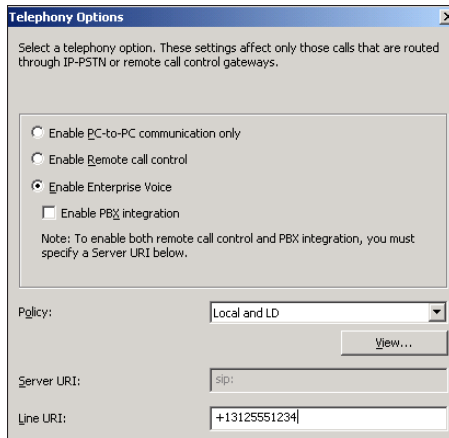 Telephony Options
Select a telephony option. These settings affect only those calls that are routed
through IP-PSTN or remote call control gateways.
Enable PC-to-PC communication only
Enable Remote call control
Enable Enterprise Voice
Enable PBX integration
Note: To enable both remote call control and PBX integration, you must
specify a Server URI below.
Policy: Local and LD
View...
Server URI: sip:
Line URI: +13125551234